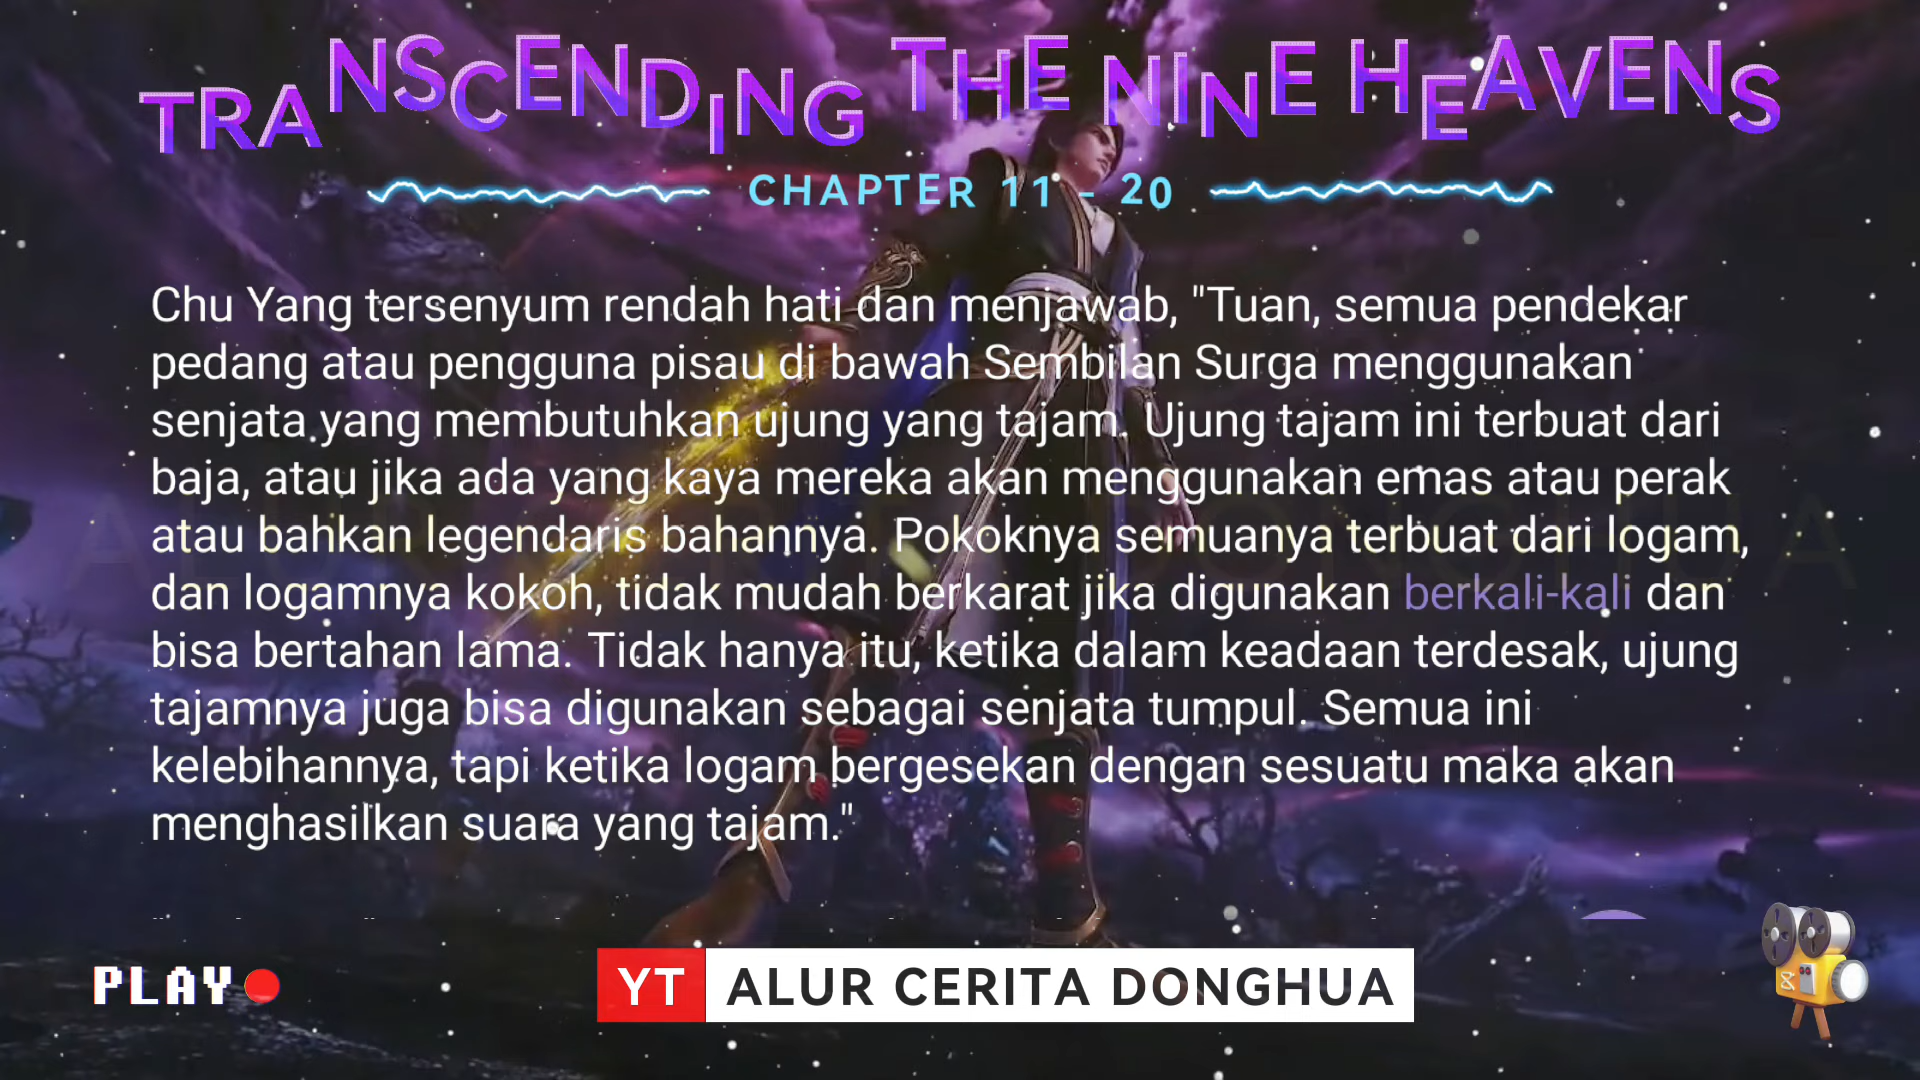 TRANSCENDING THE NINE HEAVENS
CHAPTER 11 - 20
Chu Yang tersenyum rendah hati dan menjawab, "Tuan, semua pendekar
pedang atau pengguna pisau di bawah Sembilan Surga menggunakan
senjata yang membutuhkan ujung yang tajam. Ujung tajam ini terbuat dari
baja, atau jika ada yang kaya mereka akan menggunakan emas atau perak
atau bahkan legendaris bahannya. Pokoknya semuanya terbuat dari logam,
dan logamnya kokoh, tidak mudah berkarat jika digunakan berkali-kali dan
bisa bertahan lama. Tidak hanya itu, ketika dalam keadaan terdesak, ujung
tajamnya juga bisa digunakan sebagai senjata tumpul. Semua ini
kelebihannya, tapi ketika logam bergesekan dengan sesuatu maka akan
menghasilkan suara yang tajam."
PLAY
YT ALUR CERITA DONGHUA